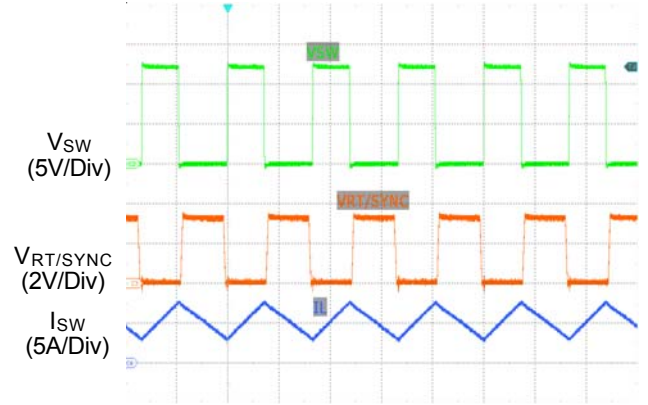 VSW
VSW
(5V/Div)
VRT/SYNC
VRT/SYNC
(2V/Div)
IL
ISW
(5A/Div)